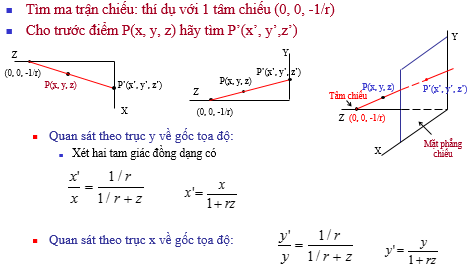 Tìm ma trận chiếu: thí dụ với 1 tâm chiếu (0, 0, -1/r)
Cho trước điểm P(x, y, z) hãy tìm P'(x', y',z')
Z
(0, 0, -1/r)
P(x, y, z)
P'(x', y', z')
X
Y
P'(x', y', z')
P(x, y, z)
Z
(0, 0, -1/r)
Y
P(x, y, z)
P'(x', y', z')
Tâm chiếu
Z (0, 0, -1/r)
X
Mặt phẳng
chiếu
Quan sát theo trục y về gốc tọa độ:
Xét hai tam giác đồng dạng có
x'/x = (1/r)/(1/r + z) x'= x/(1+ rz)
Quan sát theo trục x về gốc tọa độ: y'/y = (1/r)/(1/r + z) y'= y/(1+ rz)